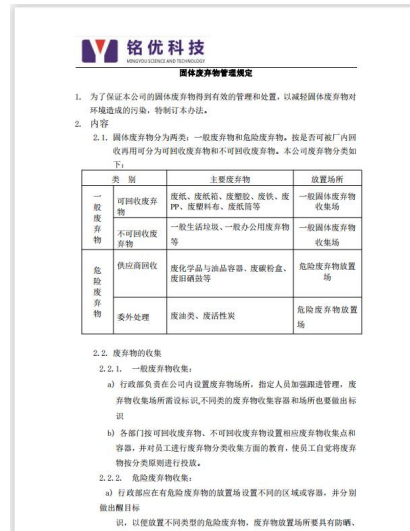 铭优科技
MINGYOU SCIENCE AND TECHNOLOGY
固体废弃物管理规定
1. 为了保证本公司的固体废弃物得到有效的管理和处置，以减轻固体废弃物对
环境造成的污染，特制订本办法。
2. 内容
2.1. 固体废弃物分为两类：一般废弃物和危险废弃物。按是否可被厂内回
收再用可分为可回收废弃物和不可回收废弃物。本公司废弃物分类如
下：
类 别 主要废弃物 放置场所
一般废弃物 可回收废弃物 废纸、废纸箱、废塑胶、废铁、废PP、废塑料布、废纸筒等 一般固体废弃物收集场
不可回收废弃物 一般生活垃圾、一般办公用废弃物等 一般固体废弃物收集场
危险废弃物 供应商回收 废化学品与油品容器、废碳粉盒、废旧硒鼓等 危险废弃物放置场
委外处理 废油类、废活性炭 危险废弃物放置场
2.2. 废弃物的收集
2.2.1. 一般废弃物收集：
a) 行政部负责在公司内设置废弃物场所，指定人员加强跟进管理，废
弃物收集场所需设标识,不同类的废弃物收集容器和场所也要做出标
识
b) 各部门按可回收废弃物、不可回收废弃物设置相应废弃物收集点和
容器，并对员工进行废弃物分类收集方面的教育，使员工自觉将废弃
物按分类原则进行投放。
2.2.2. 危险废弃物收集：
a) 行政部应在有危险废弃物的放置场设置不同的区域或容器，并分别
做出醒目标
识，以便放置不同类型的危险废弃物，废弃物放置场所要具有防晒、